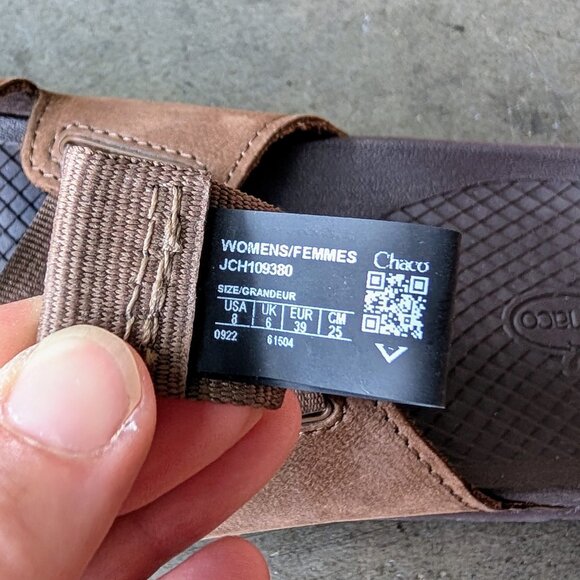 WOMENS/FEMMES
JCH109380
Chaco
SIZE/GRANDEUR
USA UK EUR CM
8 6 39 25
0922 61504